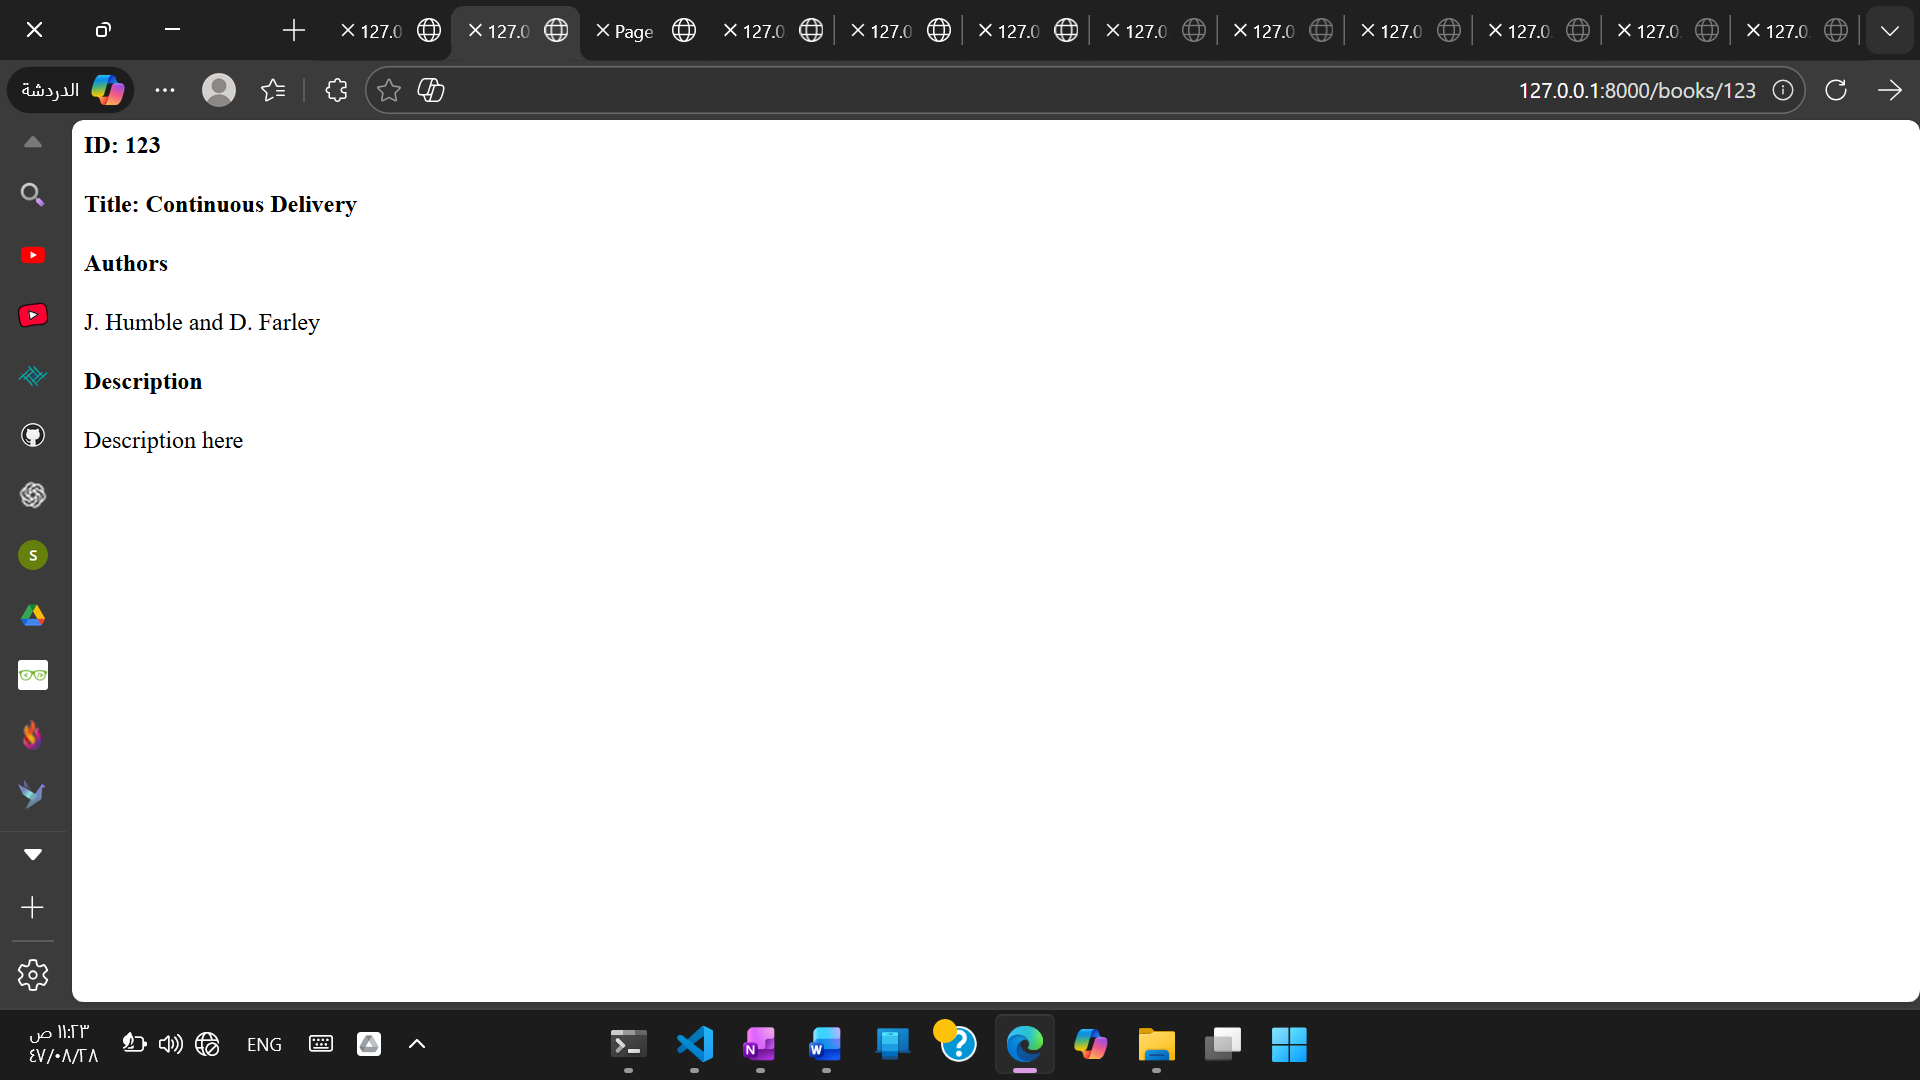 127.0
127.0
Page
127.0
127.0
127.0
127.0
127.0
127.0
127.0
127.0.
127.0.
الدردشة
127.0.0.1:8000/books/123
ID: 123
Title: Continuous Delivery
Authors
J. Humble and D. Farley
Description
Description here
S
N
W
?
ENG
١١:٢٣ ص
٤٧/٠٨/٢٨